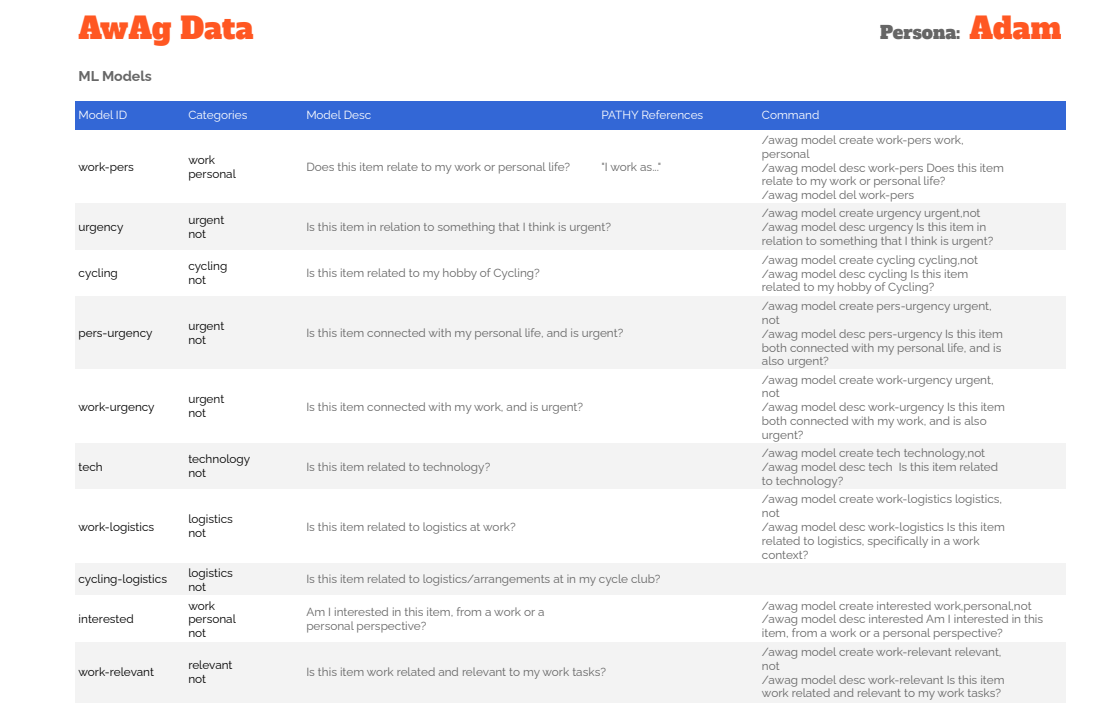 AwAg Data
Persona: Adam
ML Models
Model ID Categories Model Desc PATHY References Command
work-pers
work
personal
Does this item relate to my work or personal life?
"I work as..."
/awag model create work-pers work,
personal
/awag model desc work-pers Does this item
relate to my work or personal life?
/awag model del work-pers
urgency
urgent
not
Is this item in relation to something that I think is urgent?
/awag model create urgency urgent,not
/awag model desc urgency Is this item in
relation to something that I think is urgent?
cycling
cycling
not
Is this item related to my hobby of Cycling?
/awag model create cycling cycling,not
/awag model desc cycling Is this item
related to my hobby of Cycling?
pers-urgency
urgent
not
Is this item connected with my personal life, and is urgent?
/awag model create pers-urgency urgent,
not
/awag model desc pers-urgency Is this item
both connected with my personal life, and is
also urgent?
work-urgency
urgent
not
Is this item connected with my work, and is urgent?
/awag model create work-urgency urgent,
not
/awag model desc work-urgency Is this item
both connected with my work, and is also
urgent?
tech
technology
not
Is this item related to technology?
/awag model create tech technology,not
/awag model desc tech  Is this item related
to technology?
work-logistics
logistics
not
Is this item related to logistics at work?
/awag model create work-logistics logistics,
not
/awag model desc work-logistics Is this item
related to logistics, specifically in a work
context?
cycling-logistics
logistics
not
Is this item related to logistics/arrangements at in my cycle club?
interested
work
personal
not
Am I interested in this item, from a work or a
personal perspective?
/awag model create interested work,personal,not
/awag model desc interested Am I interested in this
item, from a work or a personal perspective?
work-relevant
relevant
not
Is this item work related and relevant to my work tasks?
/awag model create work-relevant relevant,
not
/awag model desc work-relevant Is this item
work related and relevant to my work tasks?